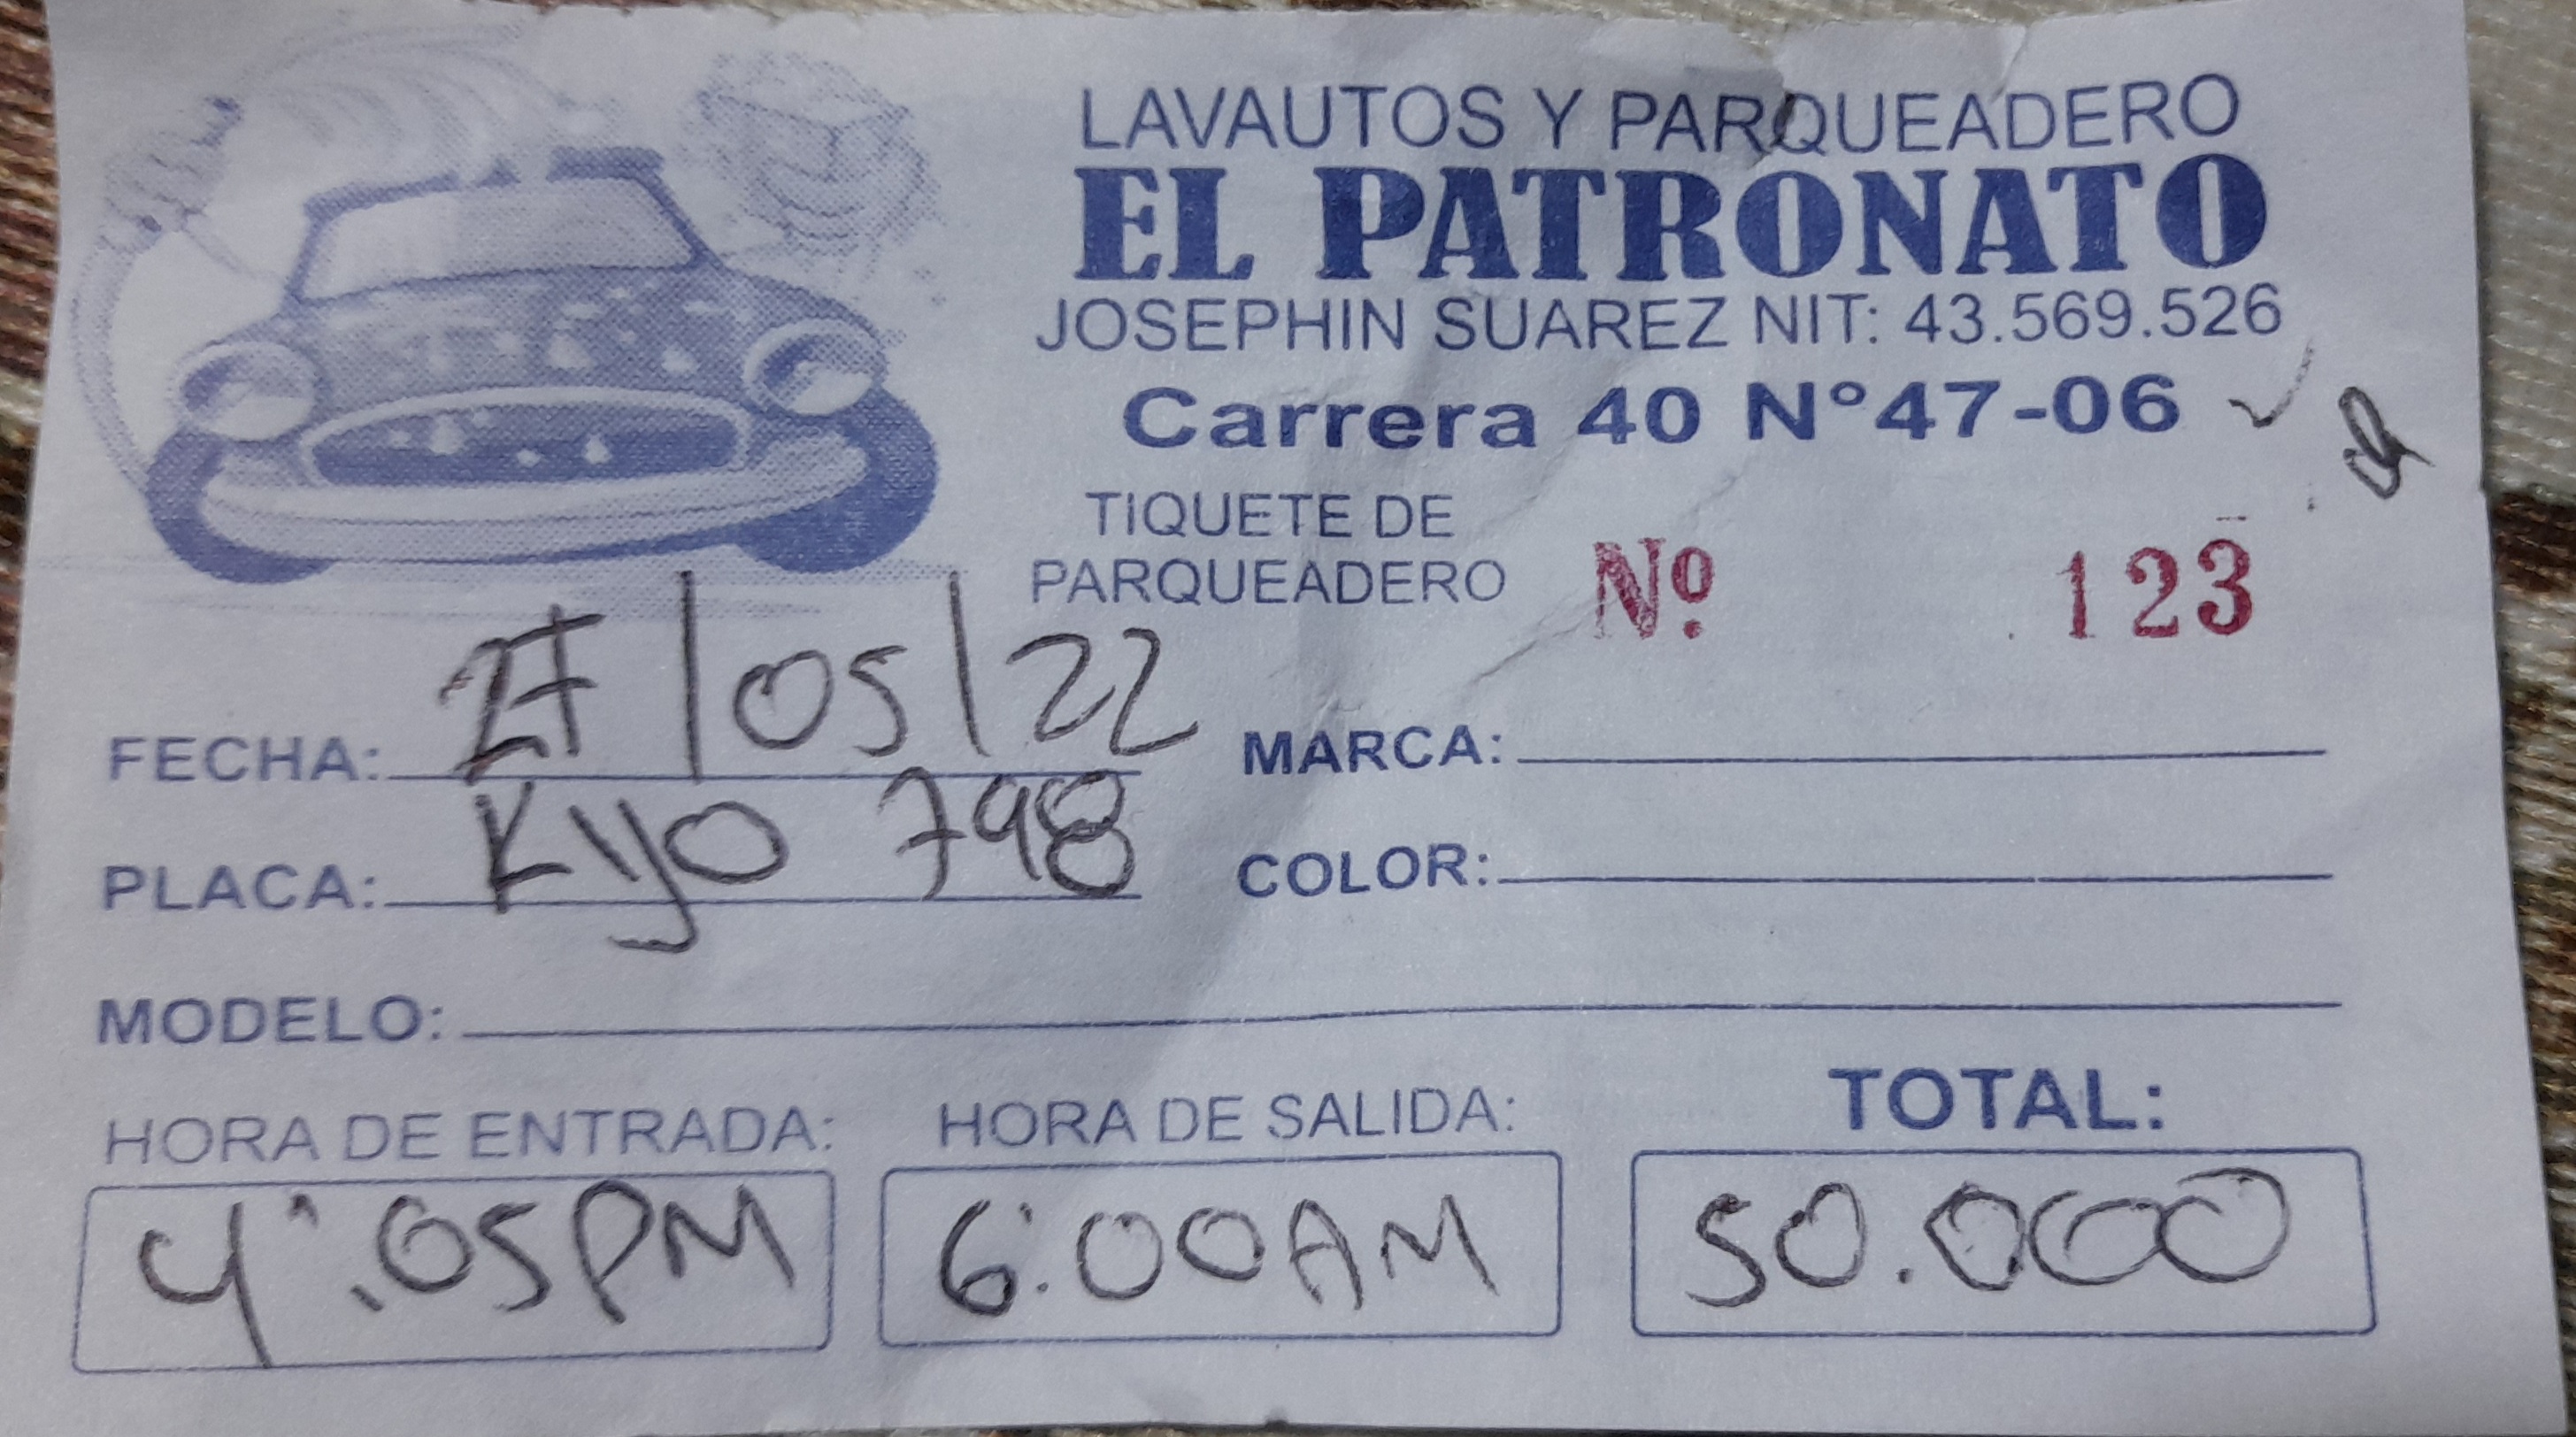 LAVAUTOS Y PARQUEADERO
EL PATRONATO
JOSEPHIN SUAREZ NIT: 43.569.526
Carrera 40 N°47-06
TIQUETE DE
PARQUEADERO Nº 123
FECHA: 27/05/22 MARCA:
PLACA: KYO 798 COLOR:
MODELO:
HORA DE ENTRADA: HORA DE SALIDA: TOTAL:
4:05PM 6:00AM 50.000